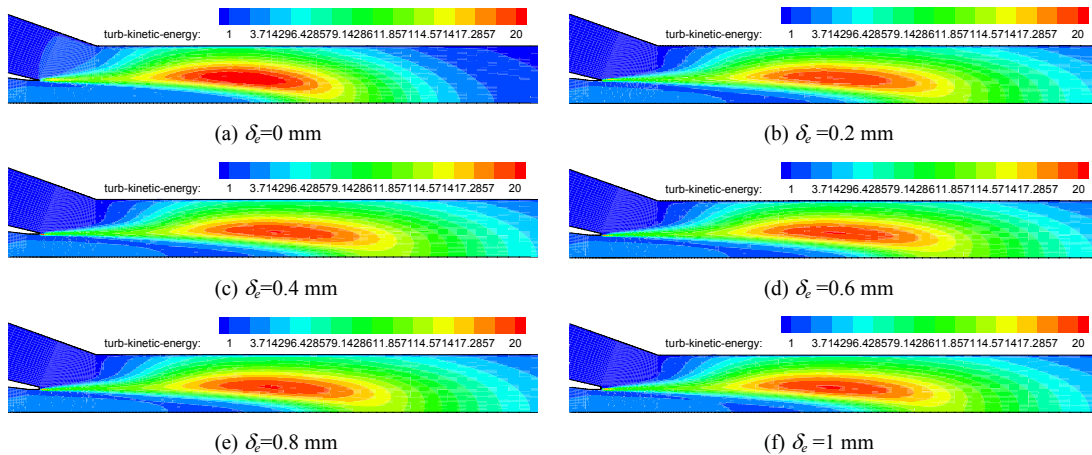 turb-kinetic-energy: 1 3.714296.428579.1428611.857114.571417.2857 20
turb-kinetic-energy: 1 3.714296.428579.1428611.857114.571417.2857 20
(a) δe=0 mm
(b) δe =0.2 mm
turb-kinetic-energy: 1 3.714296.428579.1428611.857114.571417.2857 20
turb-kinetic-energy: 1 3.714296.428579.1428611.857114.571417.2857 20
(c) δe=0.4 mm
(d) δe =0.6 mm
turb-kinetic-energy: 1 3.714296.428579.1428611.857114.571417.2857 20
turb-kinetic-energy: 1 3.714296.428579.1428611.857114.571417.2857 20
(e) δe=0.8 mm
(f) δe =1 mm